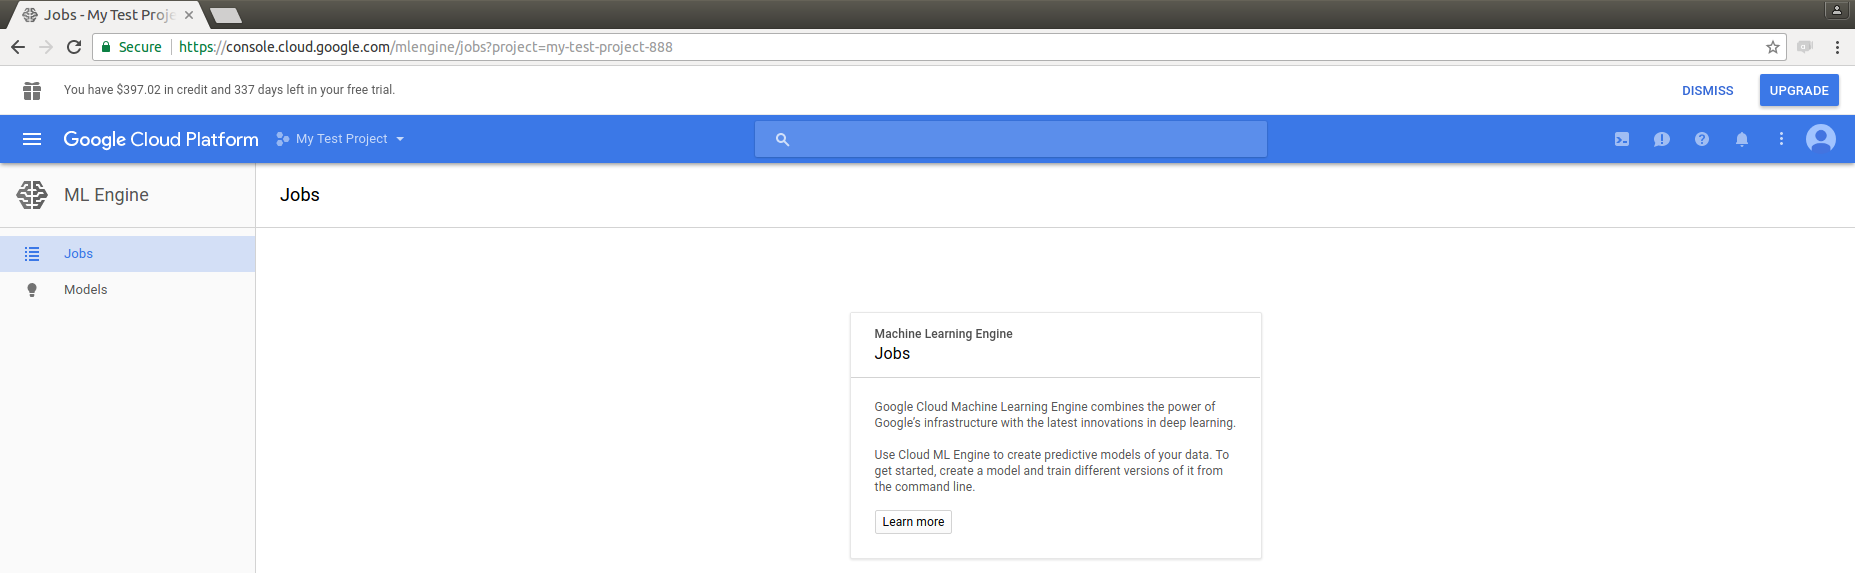 Jobs - My Test Proje
Secure
https://console.cloud.google.com/mlengine/jobs?project=my-test-project-888
You have $397.02 in credit and 337 days left in your free trial.
DISMISS
UPGRADE
Google Cloud Platform
My Test Project
ML Engine
Jobs
Jobs
Models
Machine Learning Engine
Jobs
Google Cloud Machine Learning Engine combines the power of
Google's infrastructure with the latest innovations in deep learning.
Use Cloud ML Engine to create predictive models of your data. To
get started, create a model and train different versions of it from
the command line.
Learn more